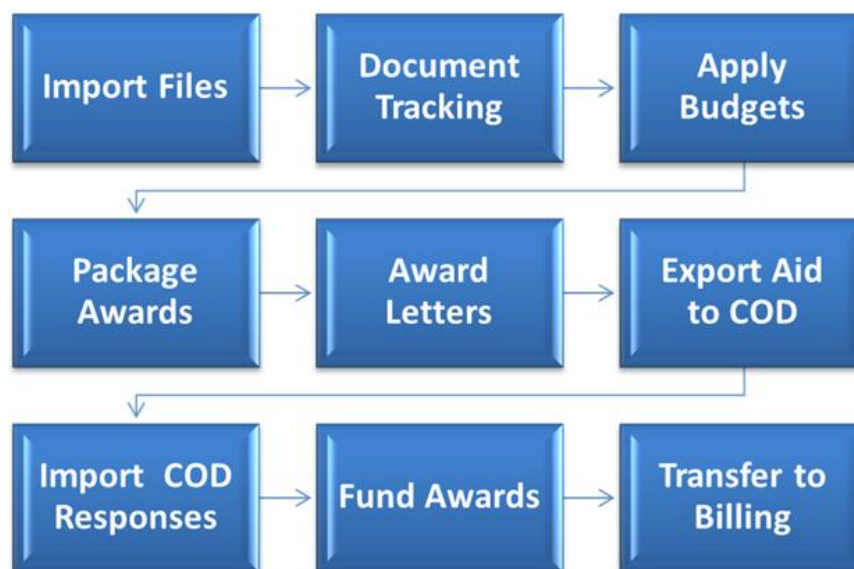 Import Files
Document
Tracking
Apply
Budgets
Package
Awards
Award
Letters
Export Aid
to COD
Import COD
Responses
Fund Awards
Transfer to
Billing